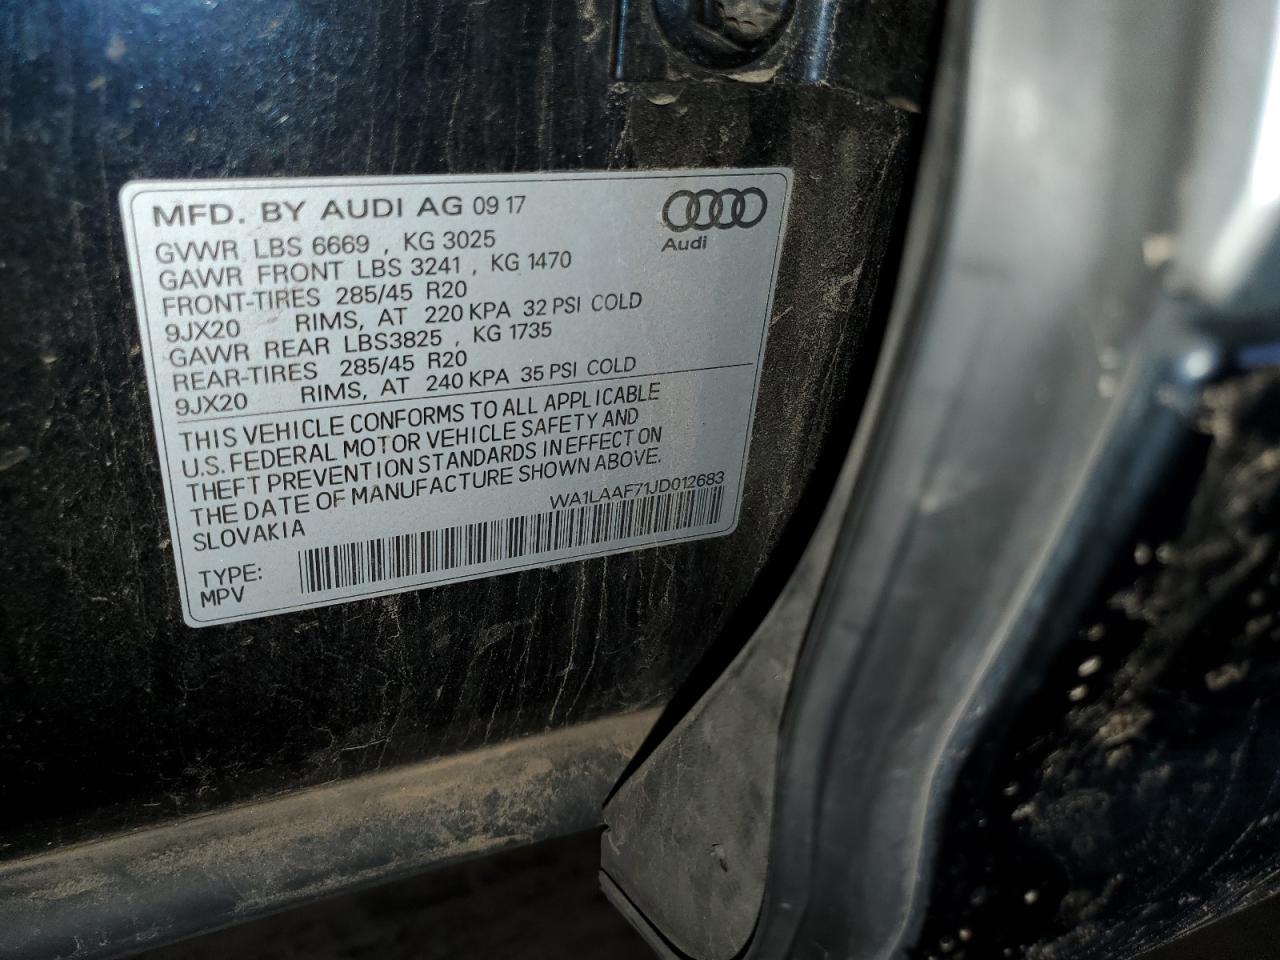 MFD. BY AUDI AG 09 17
Audi
GVWR LBS 6669 , KG 3025
GAWR FRONT LBS 3241 , KG 1470
FRONT-TIRES 285/45 R20
9JX20 RIMS, AT 220 KPA 32 PSI COLD
GAWR REAR LBS3825 , KG 1735
REAR-TIRES 285/45 R20
9JX20 RIMS, AT 240 KPA 35 PSI COLD
THIS VEHICLE CONFORMS TO ALL APPLICABLE
U.S. FEDERAL MOTOR VEHICLE SAFETY AND
THEFT PREVENTION STANDARDS IN EFFECT ON
THE DATE OF MANUFACTURE SHOWN ABOVE.
SLOVAKIA
WA1LAAF71JD012683
TYPE:
MPV